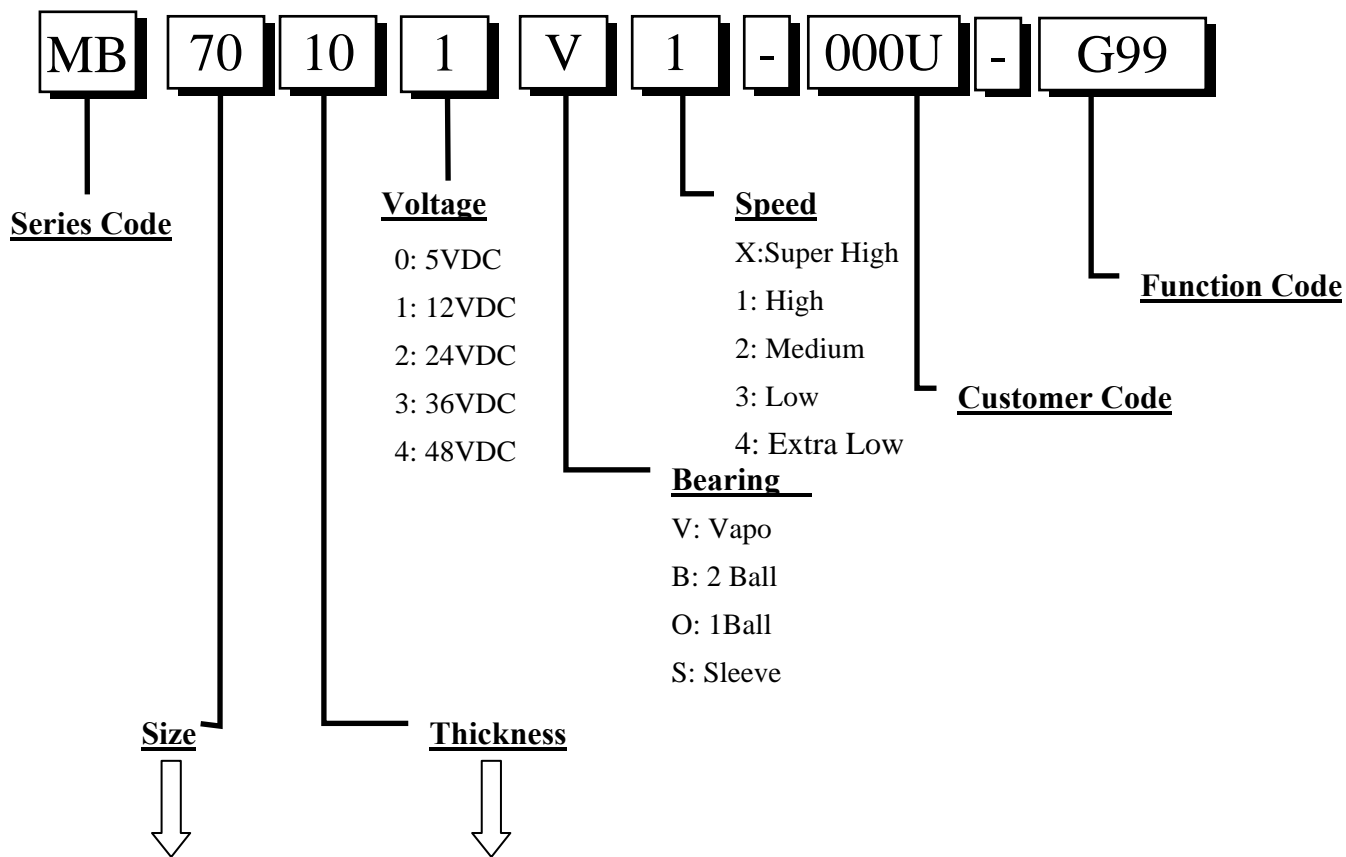 MB 70 10 1 V 1 - 000U - G99
Series Code
Voltage
0: 5VDC
1: 12VDC
2: 24VDC
3: 36VDC
4: 48VDC
Speed
X:Super High
1: High
2: Medium
3: Low
4: Extra Low
Function Code
Customer Code
Bearing
V: Vapo
B: 2 Ball
O: 1Ball
S: Sleeve
Size
Thickness